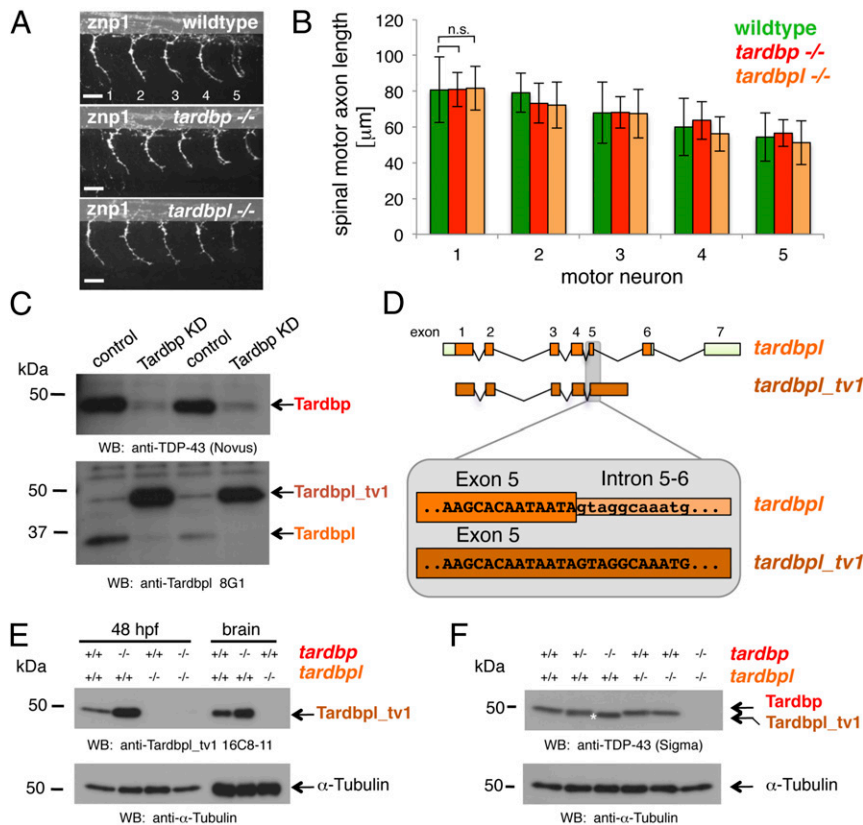 A
znp1 wildtype
1 2 3 4 5
znp1 tardbp -/-
znp1 tardbpl -/-
B
n.s.
wildtype
tardbp -/-
tardbpl -/-
spinal motor axon length
[µm]
120
100
80
60
40
20
0
1 2 3 4 5
motor neuron
C
control Tardbp KD control Tardbp KD
kDa
50
Tardbp
WB: anti-TDP-43 (Novus)
50
Tardbpl_tv1
37
Tardbpl
WB: anti-Tardbpl 8G1
D
exon 1 2 3 4 5 6 7
tardbpl
tardbpl_tv1
Exon 5 Intron 5-6
..AAGCACAATAATAgtaggcaaatg... tardbpl
Exon 5
..AAGCACAATAATAGTAGGCAAATG... tardbpl_tv1
E
48 hpf brain
+/+ -/- +/+ -/- +/+ -/- +/+ tardbp
+/+ +/+ -/- -/- +/+ +/+ -/- tardbpl
kDa
50
Tardbpl_tv1
WB: anti-Tardbpl_tv1 16C8-11
50
α-Tubulin
WB: anti-α-Tubulin
F
+/+ +/- -/- +/+ +/+ -/- tardbp
+/+ +/+ +/+ +/- -/- -/- tardbpl
kDa
50
*
Tardbp
Tardbpl_tv1
WB: anti-TDP-43 (Sigma)
50
α-Tubulin
WB: anti-α-Tubulin